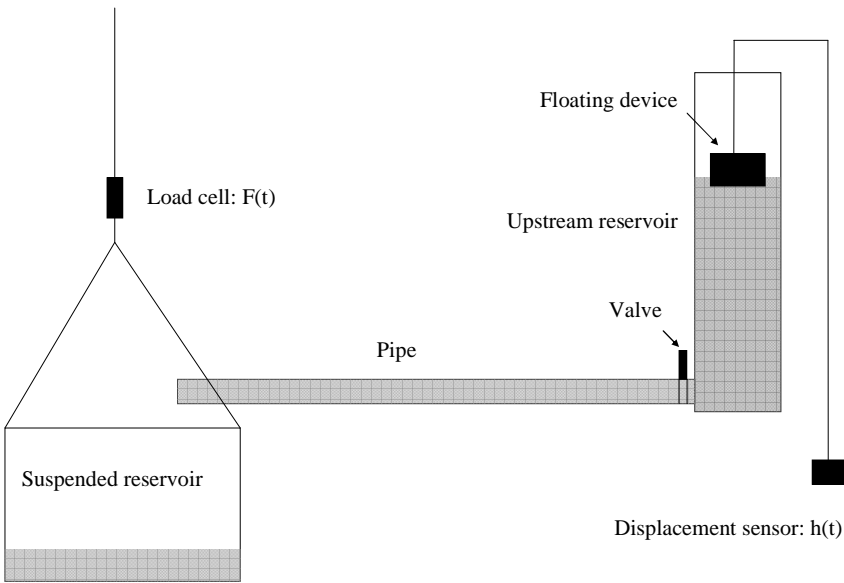 Floating device
Load cell: F(t)
Upstream reservoir
Valve
Pipe
Suspended reservoir
Displacement sensor: h(t)